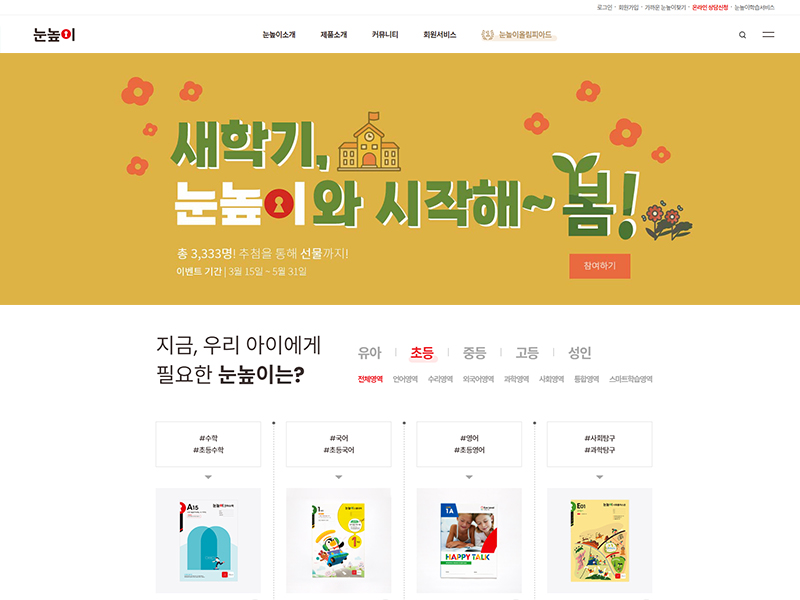 로그인 · 회원가입 · 가까운 눈높이찾기 · 온라인 상담신청 · 눈높이학습서비스
눈높이
눈높이소개 제품소개 커뮤니티 회원서비스 눈높이올림피아드
새학기,
눈높이와 시작해~봄!
총 3,333명! 추첨을 통해 선물까지!
이벤트 기간 | 3월 15일 ~ 5월 31일
참여하기
지금, 우리 아이에게
필요한 눈높이는?
유아 초등 중등 고등 성인
전체영역 언어영역 수리영역 외국어영역 과학영역 사회영역 통합영역 스마트학습영역
#수학
#초등수학
#국어
#초등국어
#영어
#초등영어
#사회탐구
#과학탐구
A15
1
1
1A
HAPPY TALK
E01